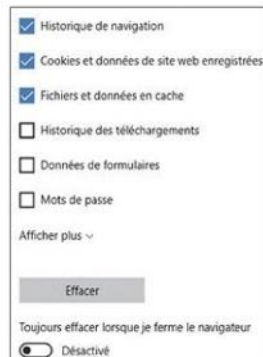 Historique de navigation
Cookies et données de site web enregistrées
Fichiers et données en cache
Historique des téléchargements
Données de formulaires
Mots de passe
Afficher plus
Effacer
Toujours effacer lorsque je ferme le navigateur
Désactivé